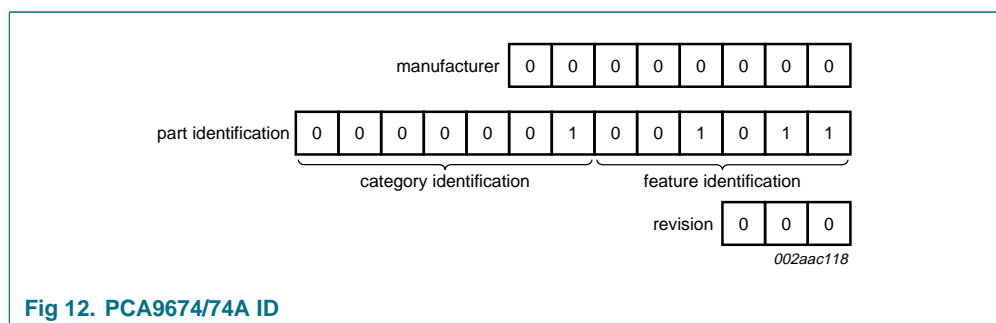 manufacturer 0 0 0 0 0 0 0 0
part identification 0 0 0 0 0 0 1 0 0 1 0 1 1
category identification feature identification
revision 0 0 0
002aac118
Fig 12. PCA9674/74A ID